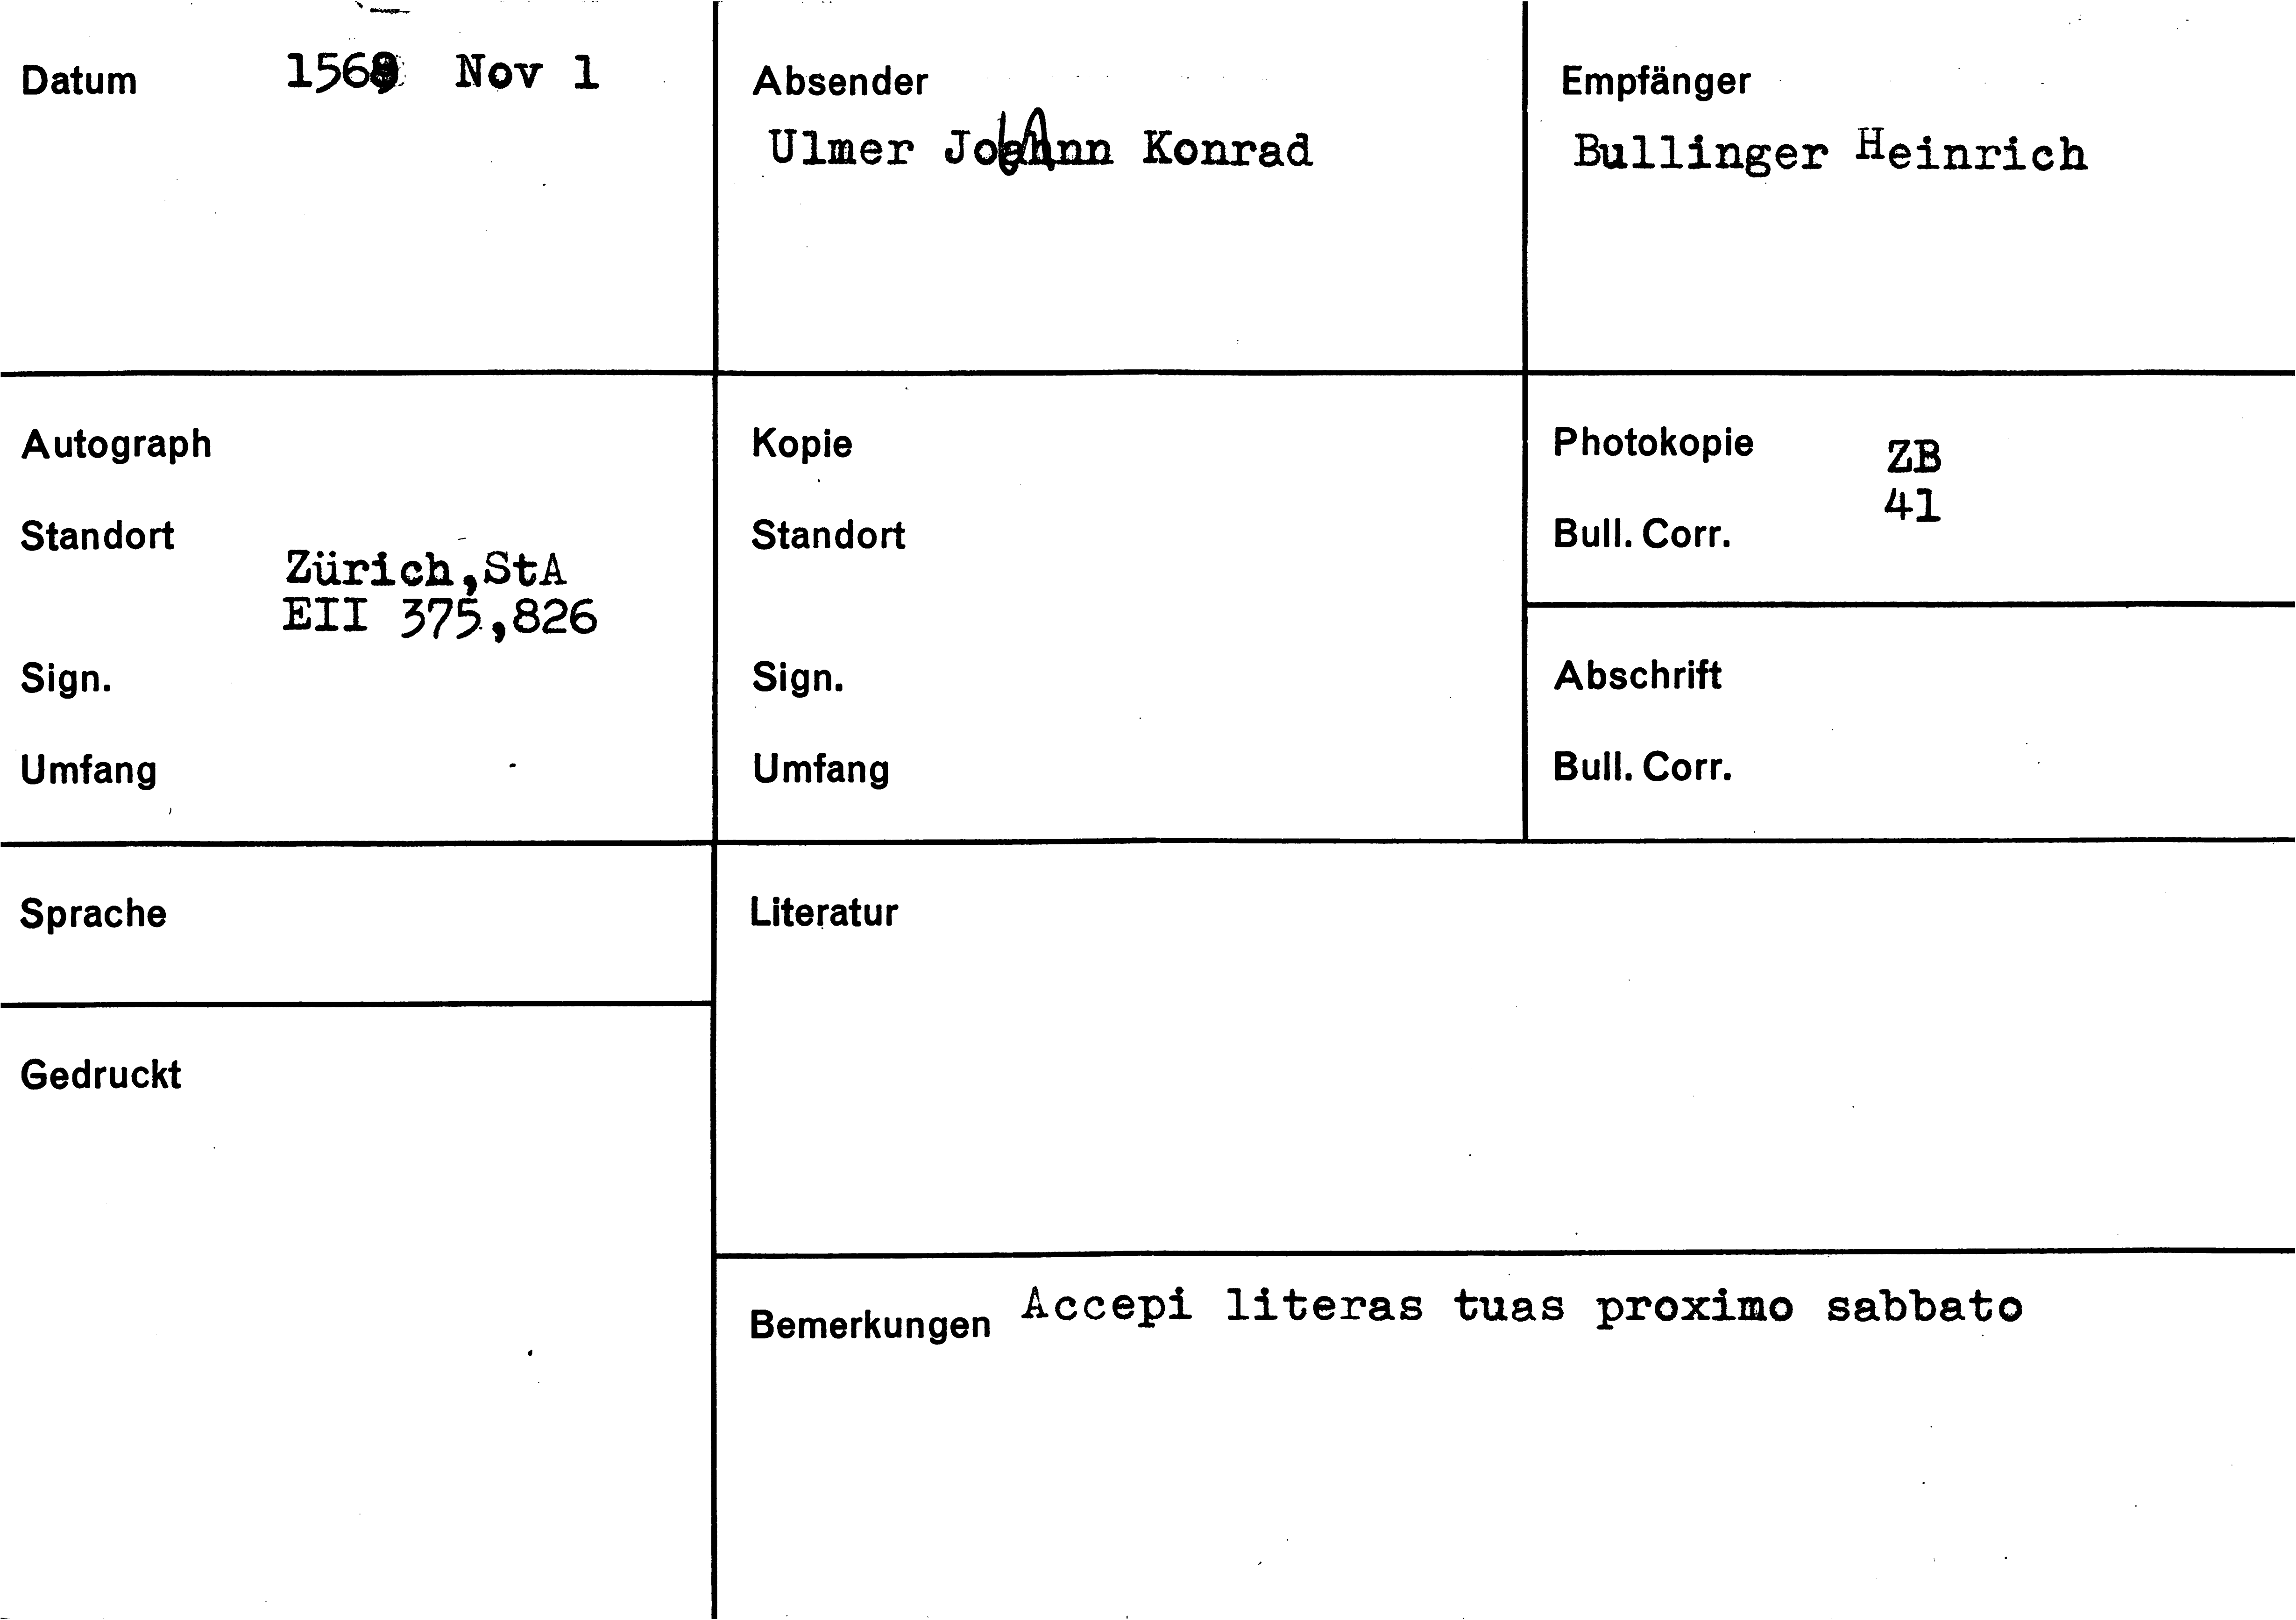 Datum 1569 Nov 1
Absender
Ulmer Johann Konrad
Empfänger
Bullinger Heinrich
Autograph
Standort
Zürich,StA
EII 375,826
Sign.
Umfang
Kopie
Standort
Sign.
Umfang
Photokopie ZB
41
Bull. Corr.
Abschrift
Bull. Corr.
Sprache
Gedruckt
Literatur
Bemerkungen Accepi literas tuas proximo sabbato